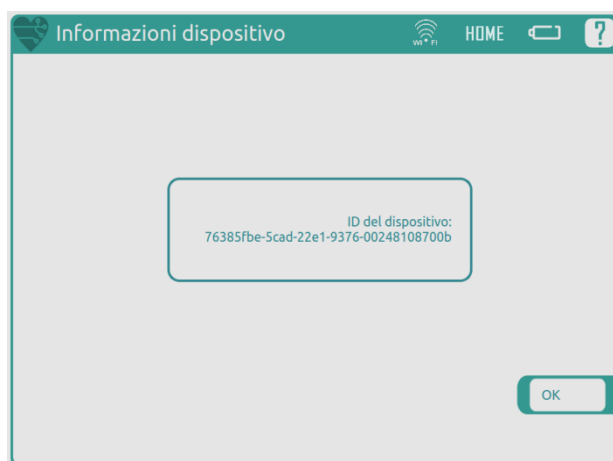 Informazioni dispositivo
WI FI
HOME
?
ID del dispositivo:
76385fbe-5cad-22e1-9376-00248108700b
OK